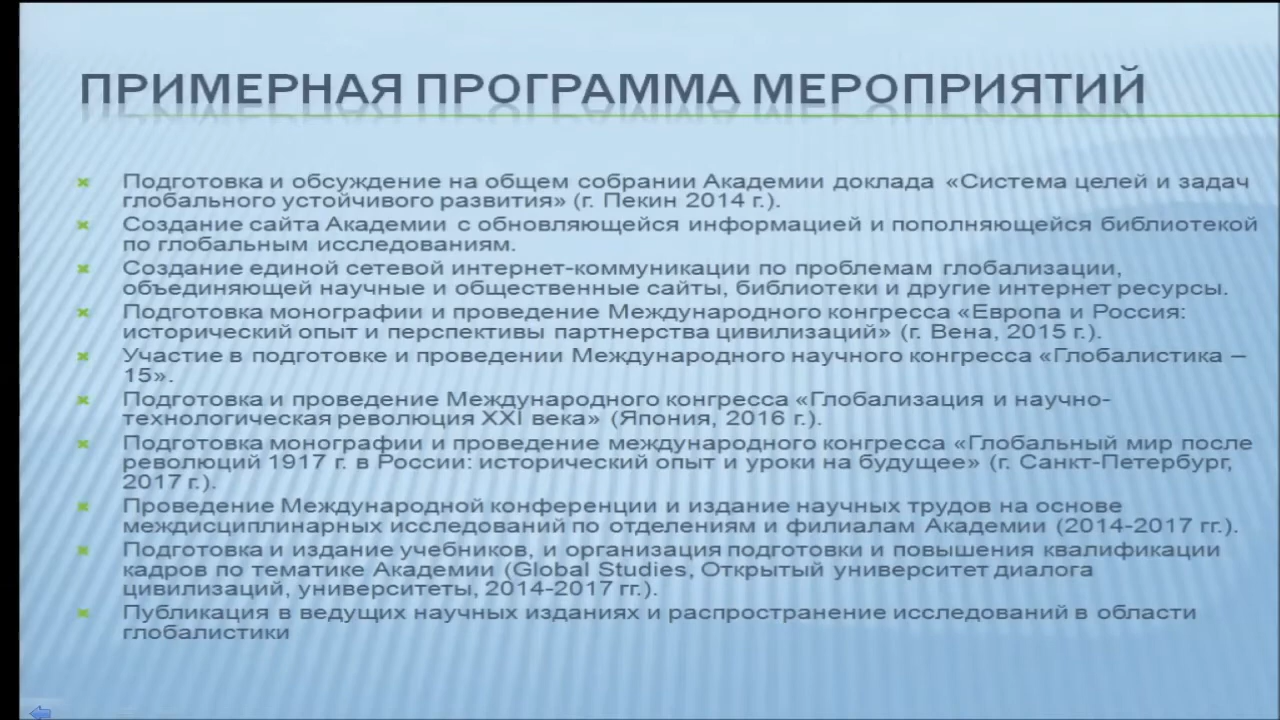 ПРИМЕРНАЯ ПРОГРАММА МЕРОПРИЯТИЙ
Подготовка и обсуждение на общем собрании Академии доклада «Система целей и задач
глобального устойчивого развития» (г. Пекин 2014 г.).
Создание сайта Академии с обновляющейся информацией и пополняющейся библиотекой
по глобальным исследованиям.
Создание единой сетевой интернет-коммуникации по проблемам глобализации,
объединяющей научные и общественные сайты, библиотеки и другие интернет ресурсы.
Подготовка монографии и проведение Международного конгресса «Европа и Россия:
исторический опыт и перспективы партнерства цивилизаций» (г. Вена, 2015 г.).
Участие в подготовке и проведении Международного научного конгресса «Глобалистика –
15».
Подготовка и проведение Международного конгресса «Глобализация и научно-
технологическая революция XXI века» (Япония, 2016 г.).
Подготовка монографии и проведение международного конгресса «Глобальный мир после
революций 1917 г. в России: исторический опыт и уроки на будущее» (г. Санкт-Петербург,
2017 г.).
Проведение Международной конференции и издание научных трудов на основе
междисциплинарных исследований по отделениям и филиалам Академии (2014-2017 гг.).
Подготовка и издание учебников, и организация подготовки и повышения квалификации
кадров по тематике Академии (Global Studies, Открытый университет диалога
цивилизаций, университеты, 2014-2017 гг.).
Публикация в ведущих научных изданиях и распространение исследований в области
глобалистики